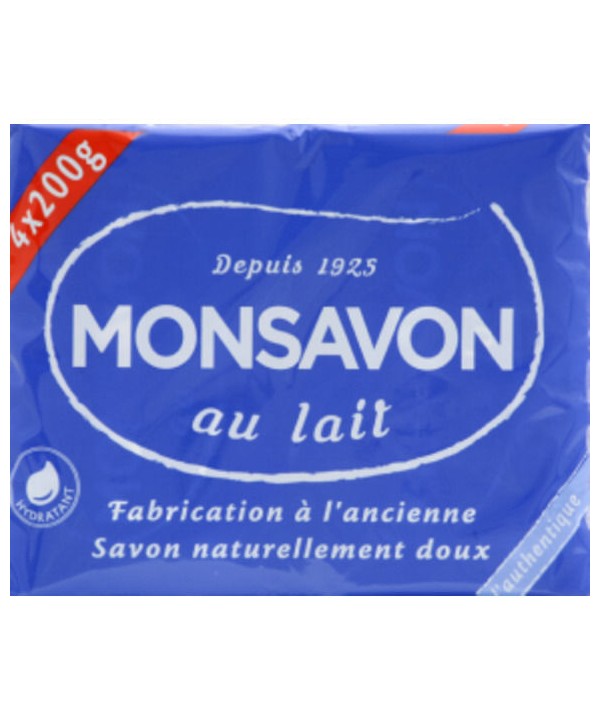 4x200g
Depuis 1925
MONSAVON
au lait
HYDRATANT
Fabrication à l'ancienne
Savon naturellement doux
l'authentique